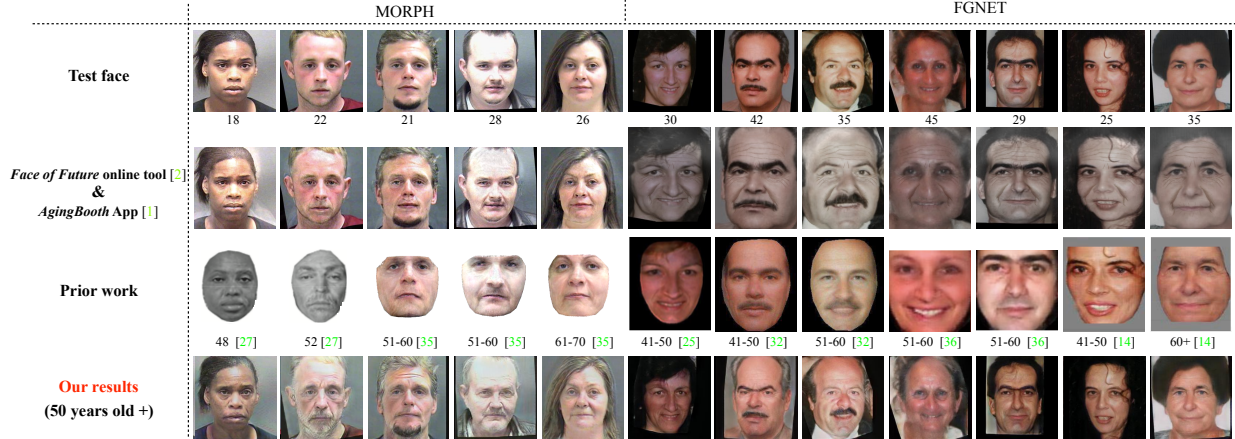 MORPH FGNET
Test face
18 22 21 28 26 30 42 35 45 29 25 35
Face of Future online tool [2]
&
AgingBooth App [1]
Prior work
48 [27] 52 [27] 51-60 [35] 51-60 [35] 61-70 [35] 41-50 [25] 41-50 [32] 51-60 [32] 51-60 [36] 51-60 [36] 41-50 [14] 60+ [14]
Our results
(50 years old +)